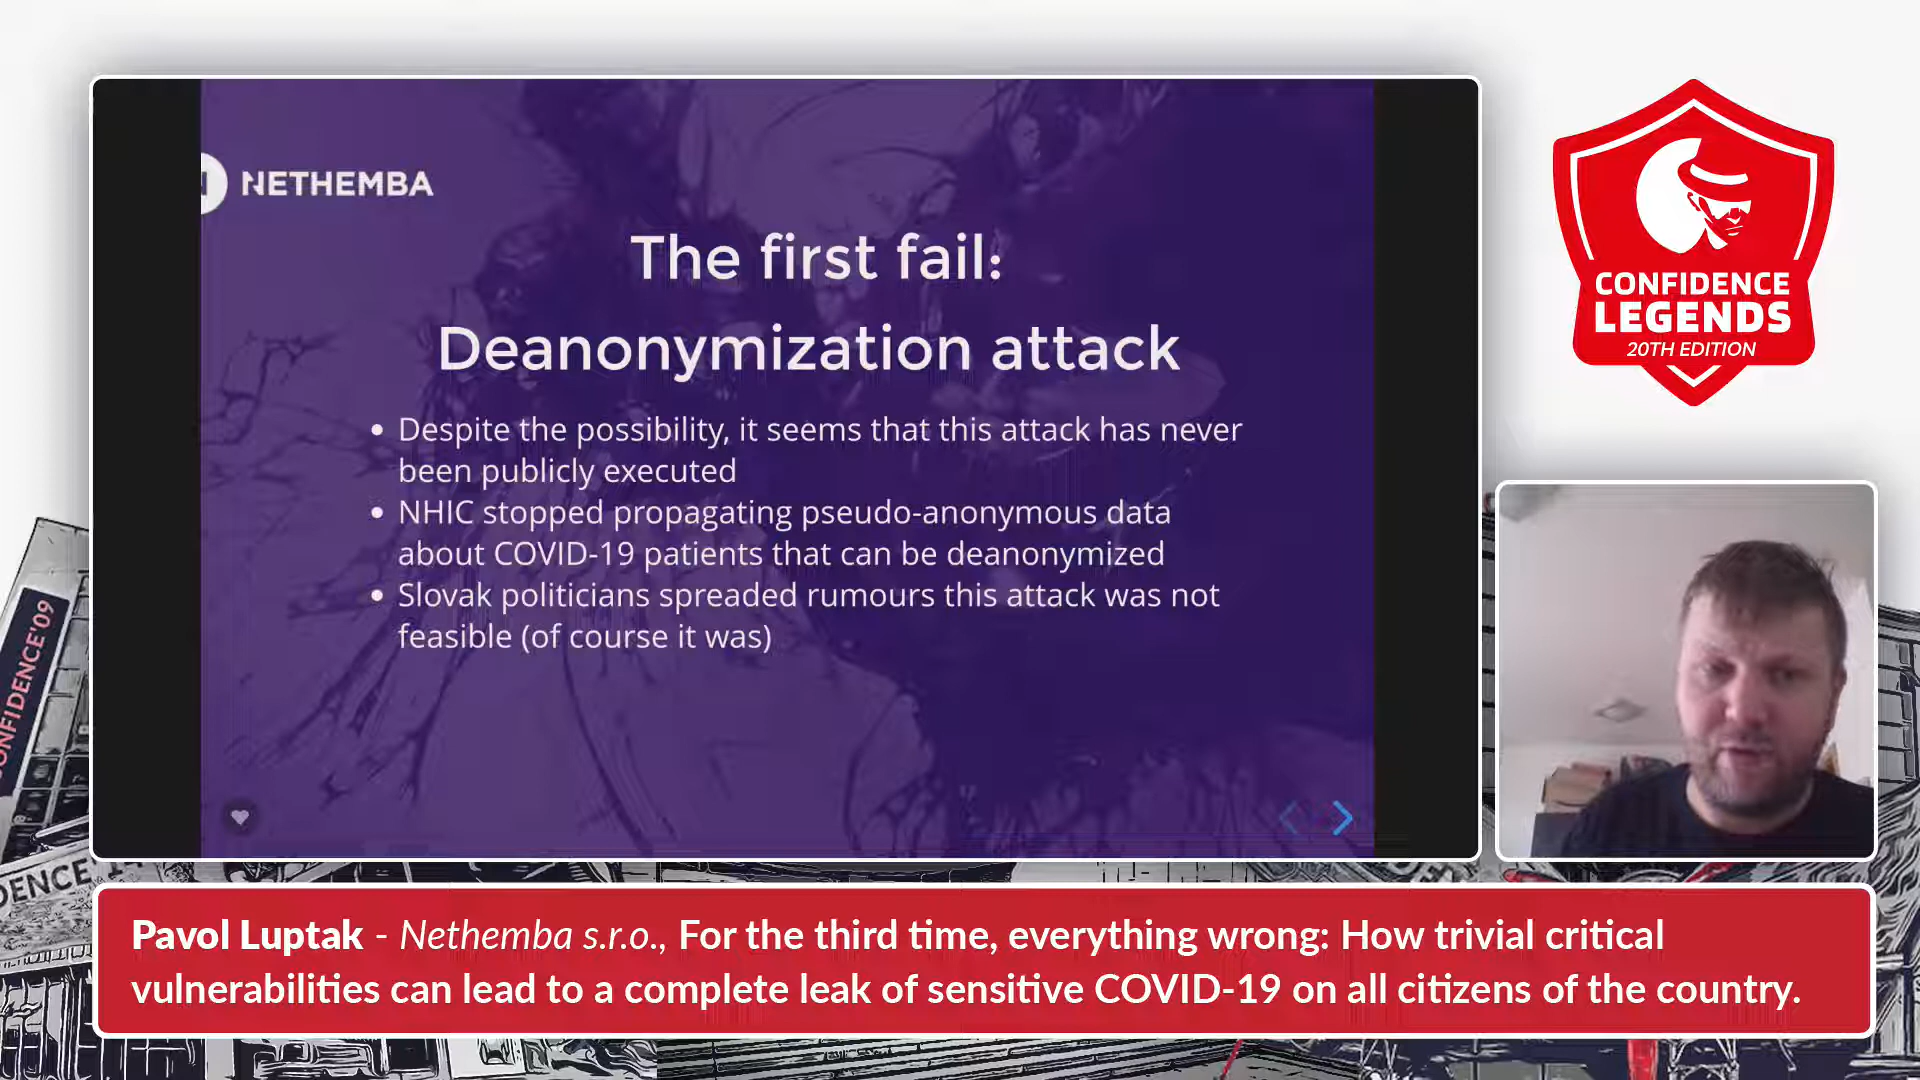 NETHEMBA
The first fail:
Deanonymization attack
• Despite the possibility, it seems that this attack has never
been publicly executed
• NHIC stopped propagating pseudo-anonymous data
about COVID-19 patients that can be deanonymized
• Slovak politicians spreaded rumours this attack was not
feasible (of course it was)
CONFIDENCE
LEGENDS
20TH EDITION
CONFIDENCE'09
Pavol Luptak - Nethemba s.r.o., For the third time, everything wrong: How trivial critical
vulnerabilities can lead to a complete leak of sensitive COVID-19 on all citizens of the country.